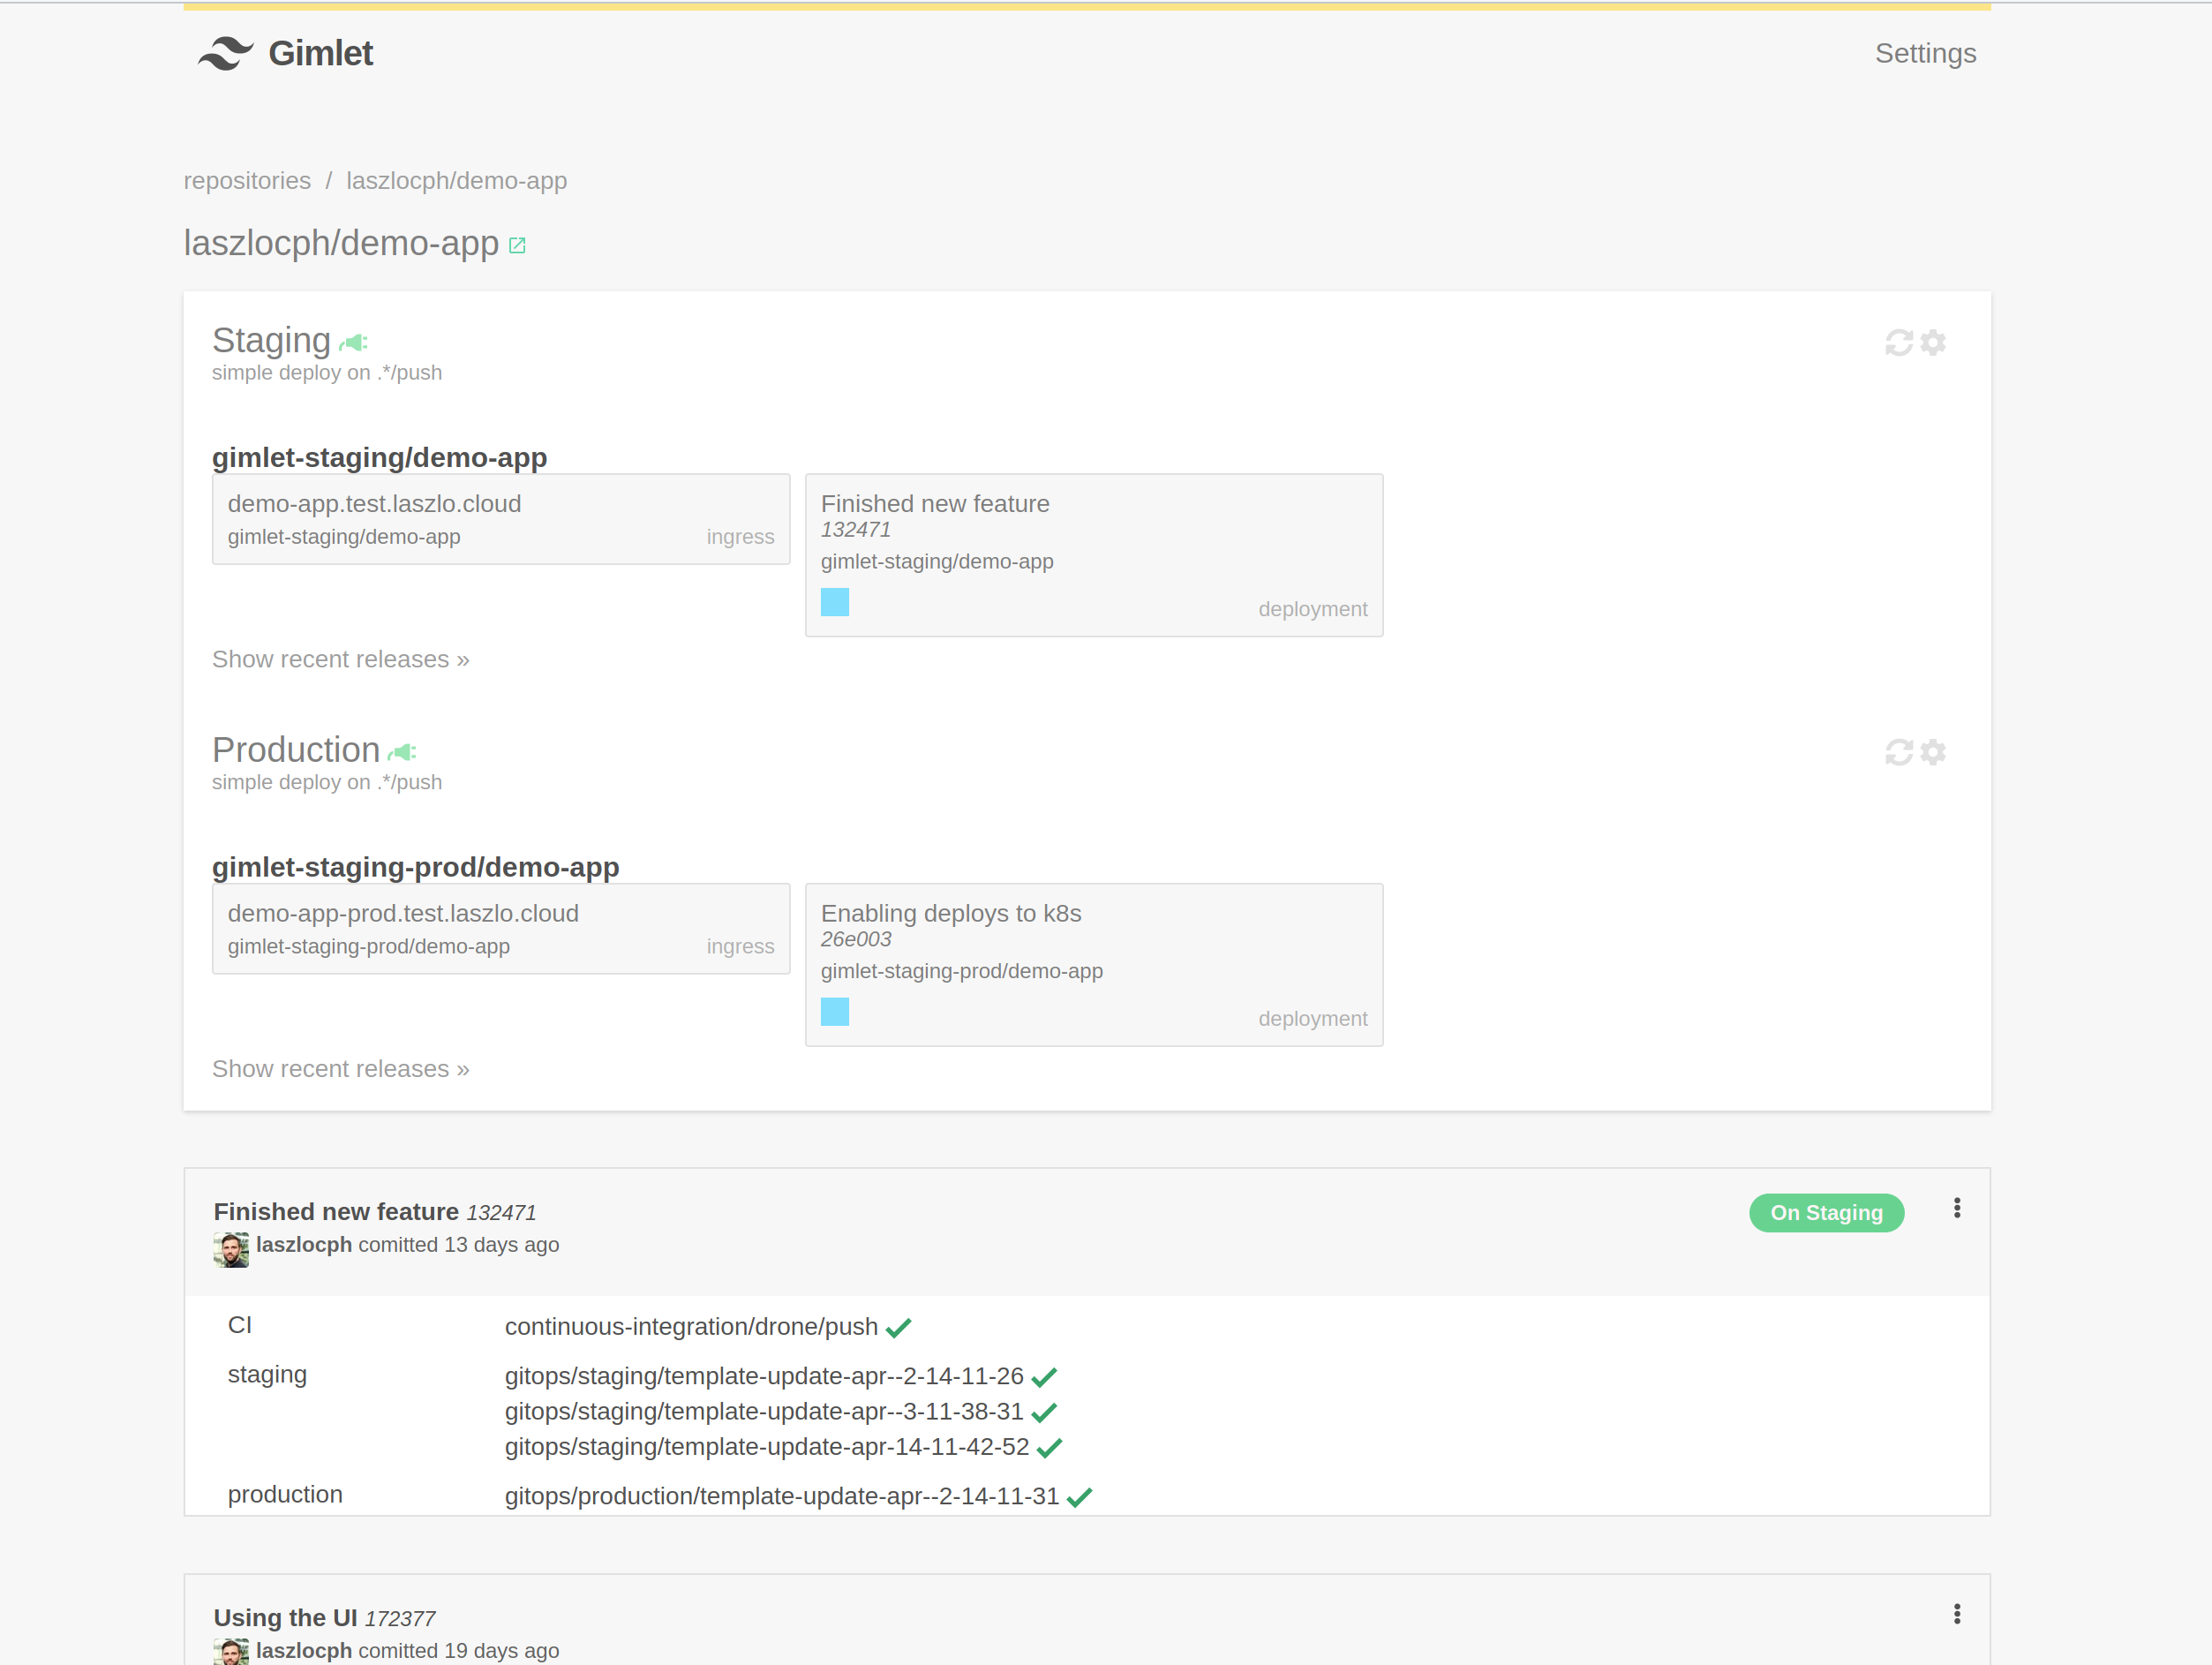 Gimlet
Settings
repositories / laszlocph/demo-app
laszlocph/demo-app
Staging
simple deploy on .*/push
gimlet-staging/demo-app
demo-app.test.laszlo.cloud
gimlet-staging/demo-app
ingress
Finished new feature
132471
gimlet-staging/demo-app
deployment
Show recent releases »
Production
simple deploy on .*/push
gimlet-staging-prod/demo-app
demo-app-prod.test.laszlo.cloud
gimlet-staging-prod/demo-app
ingress
Enabling deploys to k8s
26e003
gimlet-staging-prod/demo-app
deployment
Show recent releases »
Finished new feature 132471
On Staging
laszlocph comitted 13 days ago
CI
continuous-integration/drone/push
staging
gitops/staging/template-update-apr--2-14-11-26
gitops/staging/template-update-apr--3-11-38-31
gitops/staging/template-update-apr-14-11-42-52
production
gitops/production/template-update-apr--2-14-11-31
Using the UI 172377
laszlocph comitted 19 days ago